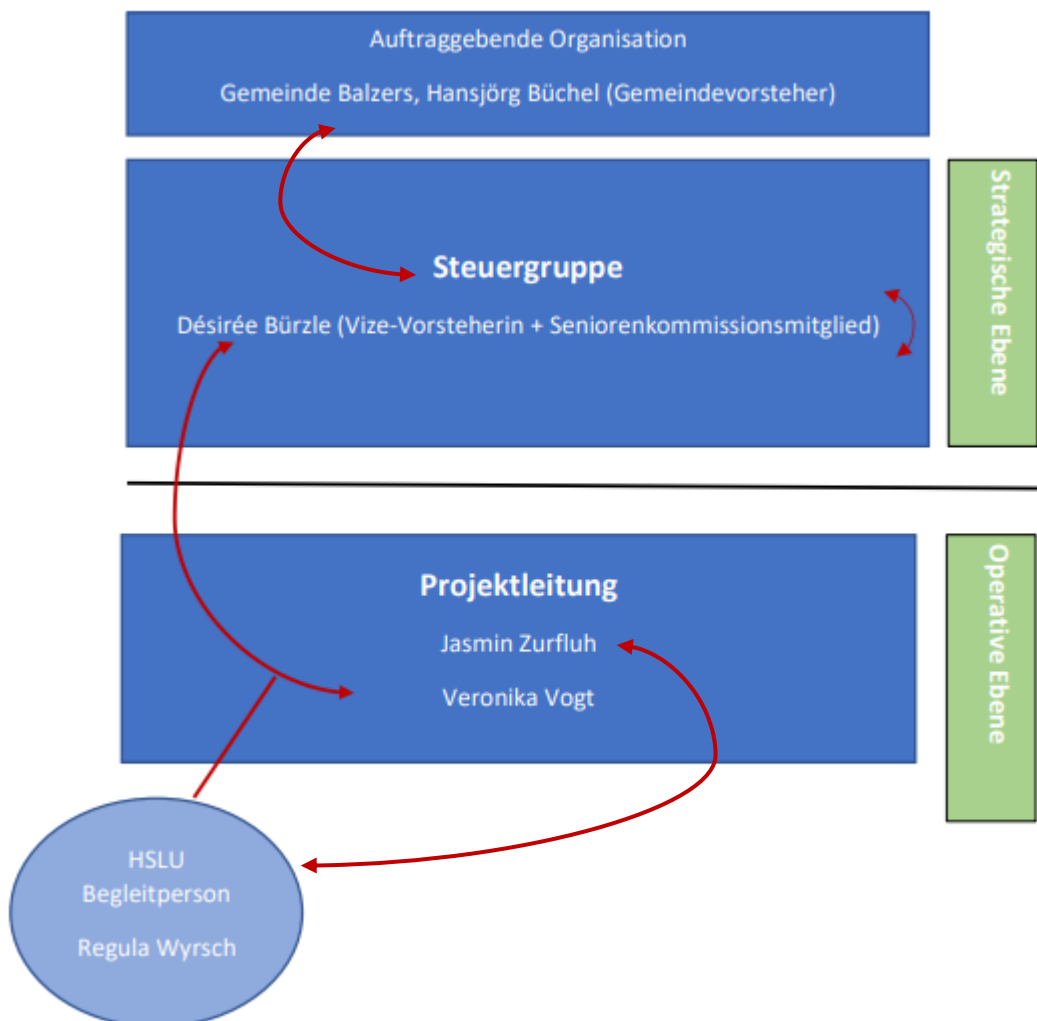 Auftraggebende Organisation
Gemeinde Balzers, Hansjörg Büchel (Gemeindevorsteher)
Steuergruppe
Désirée Bürzle (Vize-Vorsteherin + Seniorenkommissionsmitglied)
Strategische Ebene
Projektleitung
Jasmin Zurfluh
Veronika Vogt
Operative Ebene
HSLU
Begleitperson
Regula Wyrsch